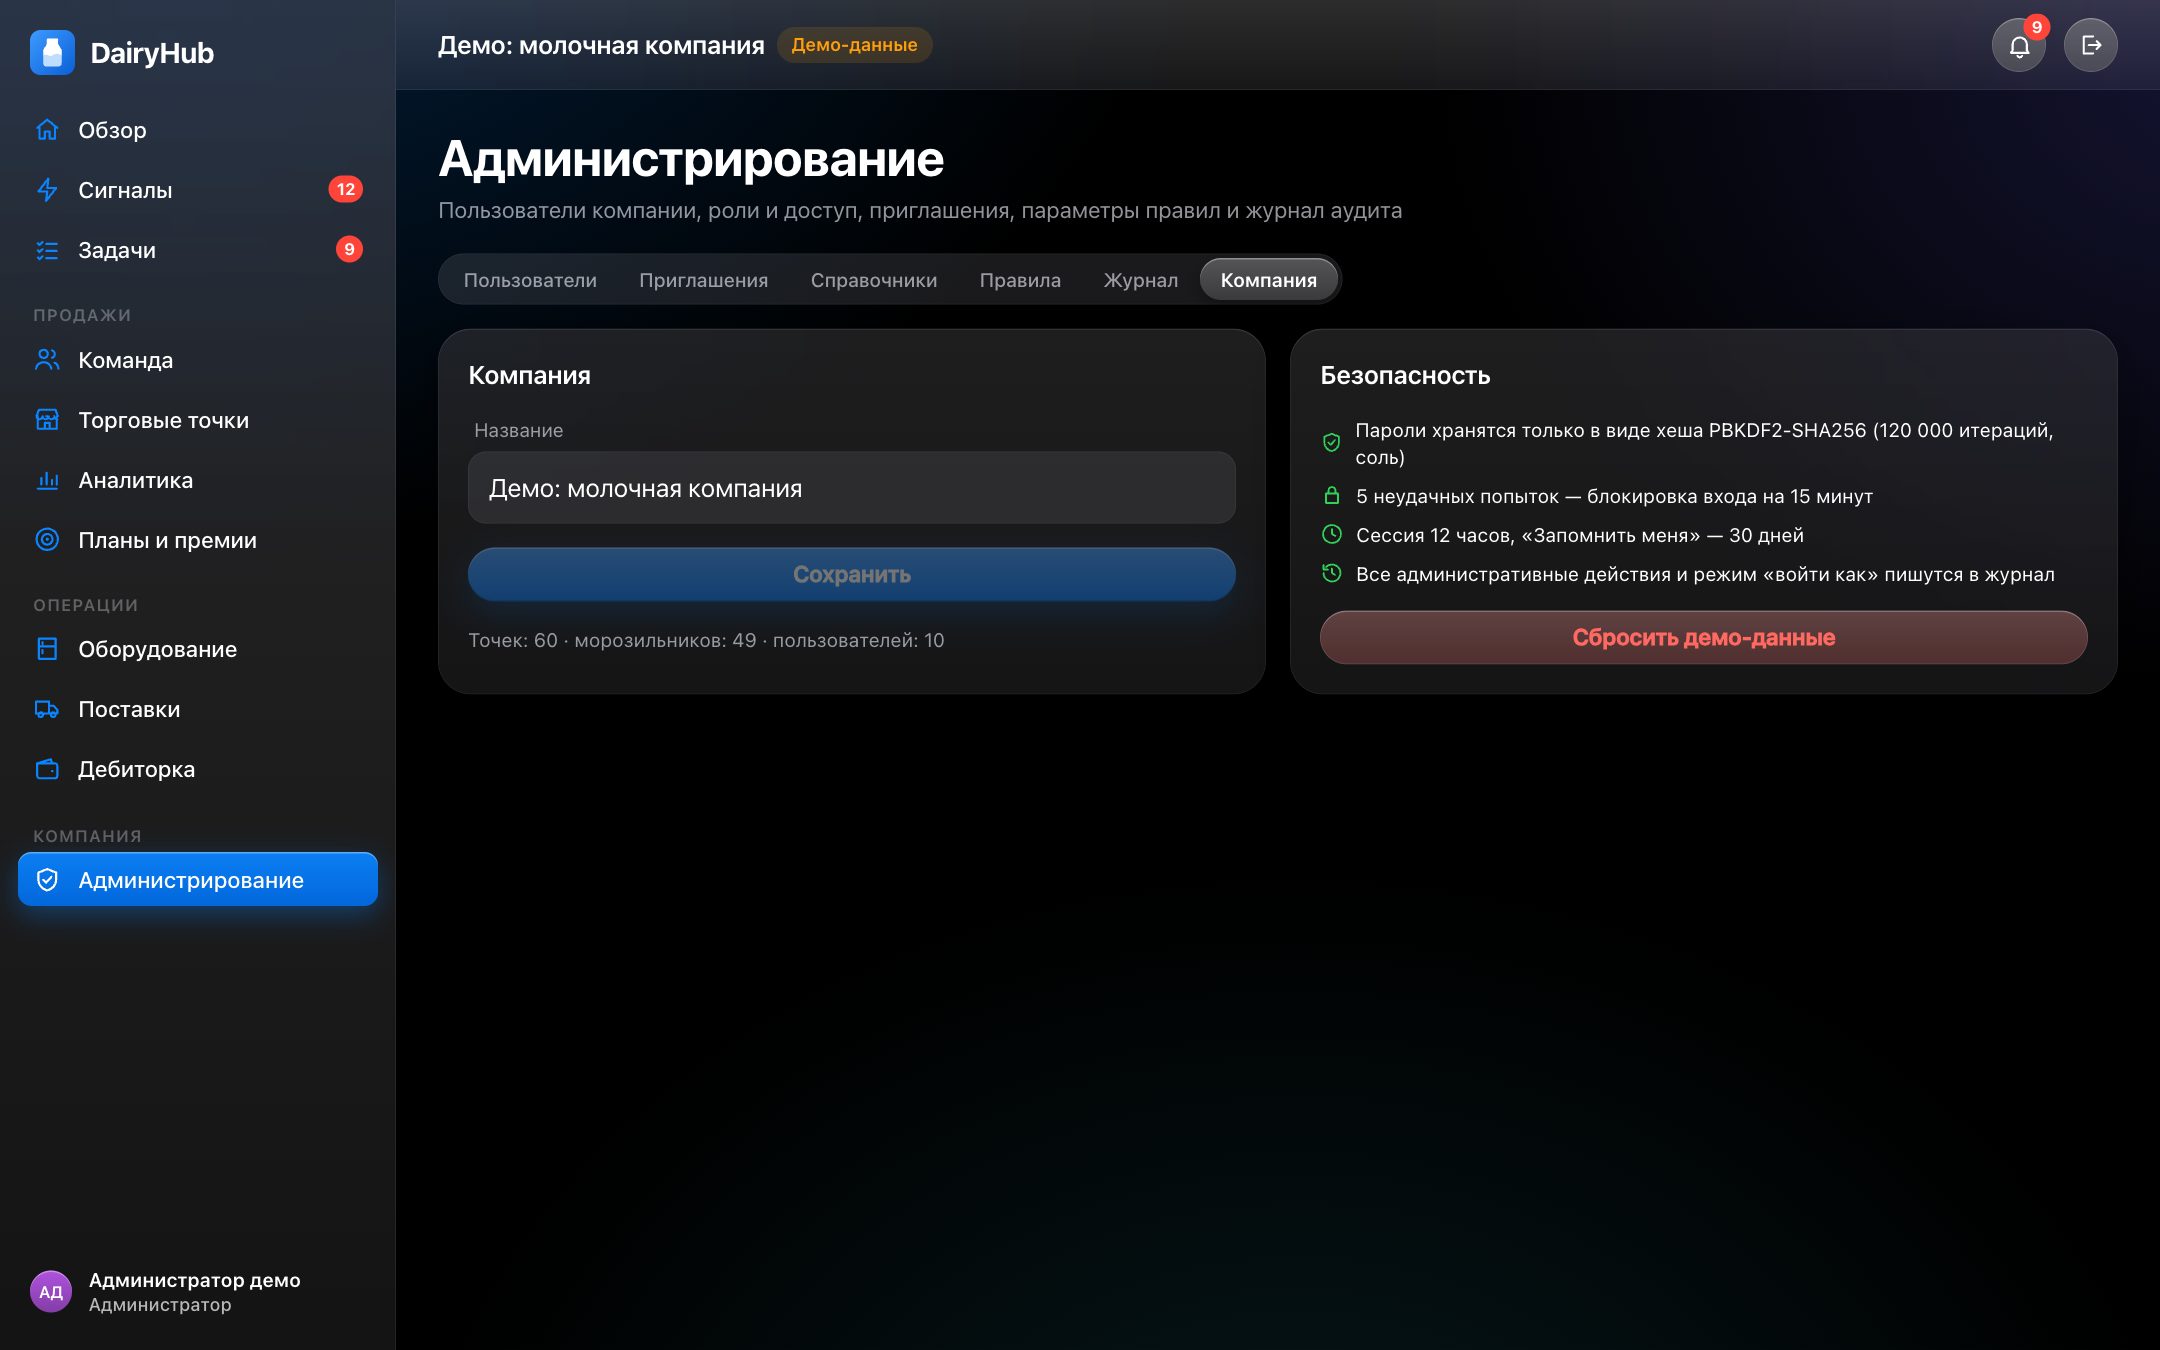 DairyHub
Обзор
Сигналы 12
Задачи 9
ПРОДАЖИ
Команда
Торговые точки
Аналитика
Планы и премии
ОПЕРАЦИИ
Оборудование
Поставки
Дебиторка
КОМПАНИЯ
Администрирование
АД
Администратор демо
Администратор
Демо: молочная компания Демо-данные
9
Администрирование
Пользователи компании, роли и доступ, приглашения, параметры правил и журнал аудита
Пользователи Приглашения Справочники Правила Журнал Компания
Компания
Название
Демо: молочная компания
Сохранить
Точек: 60 · морозильников: 49 · пользователей: 10
Безопасность
Пароли хранятся только в виде хеша PBKDF2-SHA256 (120 000 итераций,
соль)
5 неудачных попыток — блокировка входа на 15 минут
Сессия 12 часов, «Запомнить меня» — 30 дней
Все административные действия и режим «войти как» пишутся в журнал
Сбросить демо-данные